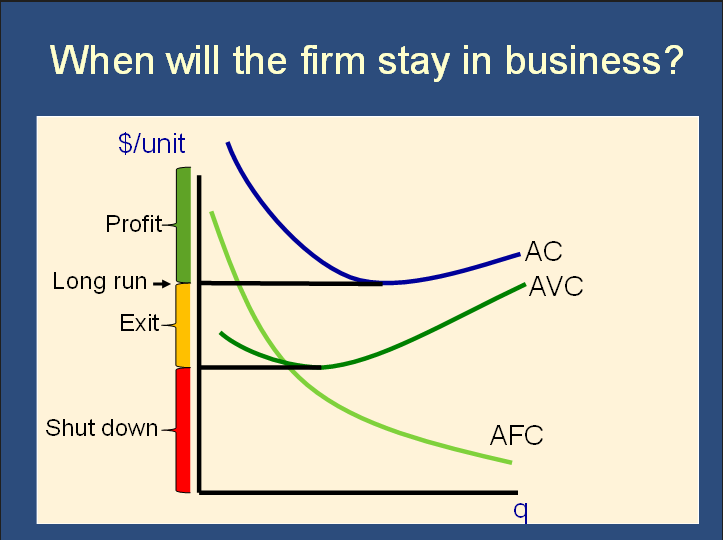 When will the firm stay in business?
$/unit
Profit
AC
Long run
AVC
Exit
Shut down
AFC
q